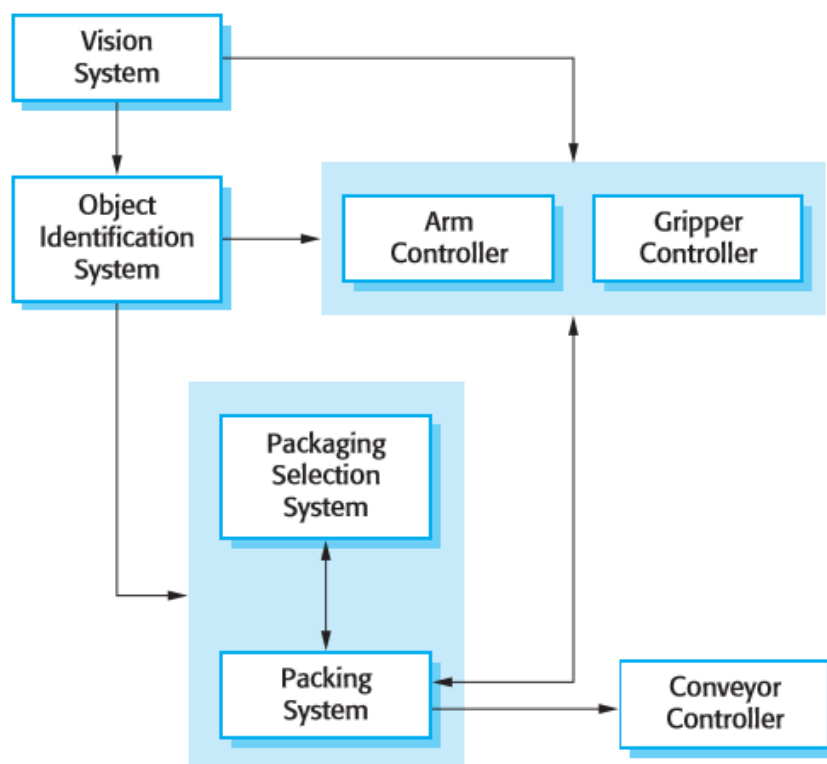 Vision
System
Object
Identification
System
Arm
Controller
Gripper
Controller
Packaging
Selection
System
Packing
System
Conveyor
Controller